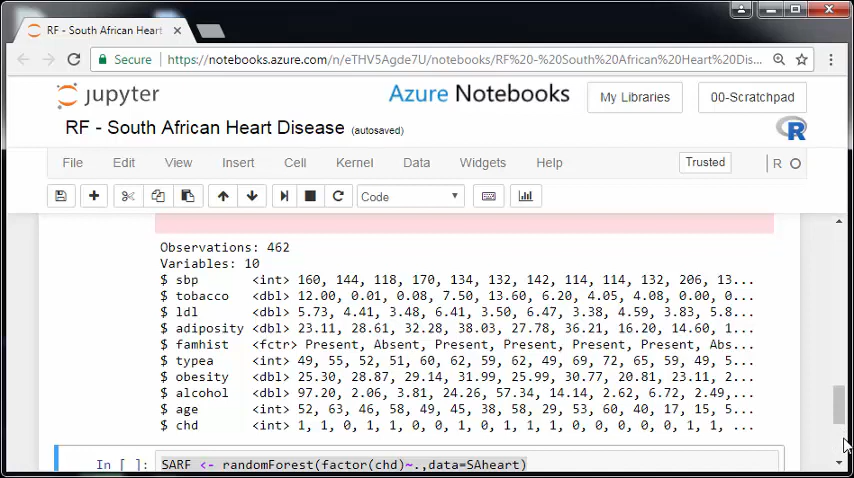 RF - South African Heart
Secure
https://notebooks.azure.com/n/eTHV5Agde7U/notebooks/RF%20-%20South%20African%20Heart%20Dis...
jupyter
Azure Notebooks
My Libraries
00-Scratchpad
RF - South African Heart Disease (autosaved)
R
File Edit View Insert Cell Kernel Data Widgets Help
Trusted
R
Code
Observations: 462
Variables: 10
$ sbp <int> 160, 144, 118, 170, 134, 132, 142, 114, 114, 132, 206, 13...
$ tobacco <dbl> 12.00, 0.01, 0.08, 7.50, 13.60, 6.20, 4.05, 4.08, 0.00, 0...
$ ldl <dbl> 5.73, 4.41, 3.48, 6.41, 3.50, 6.47, 3.38, 4.59, 3.83, 5.8...
$ adiposity <dbl> 23.11, 28.61, 32.28, 38.03, 27.78, 36.21, 16.20, 14.60, 1...
$ famhist <fctr> Present, Absent, Present, Present, Present, Present, Abs...
$ typea <int> 49, 55, 52, 51, 60, 62, 59, 62, 49, 69, 72, 65, 59, 49, 5...
$ obesity <dbl> 25.30, 28.87, 29.14, 31.99, 25.99, 30.77, 20.81, 23.11, 2...
$ alcohol <dbl> 97.20, 2.06, 3.81, 24.26, 57.34, 14.14, 2.62, 6.72, 2.49,...
$ age <int> 52, 63, 46, 58, 49, 45, 38, 58, 29, 53, 60, 40, 17, 15, 5...
$ chd <int> 1, 1, 0, 1, 1, 0, 0, 1, 0, 1, 1, 1, 0, 0, 0, 0, 0, 1, 1, ...
In [ ]: SARF <- randomForest(factor(chd)~.,data=SAheart)